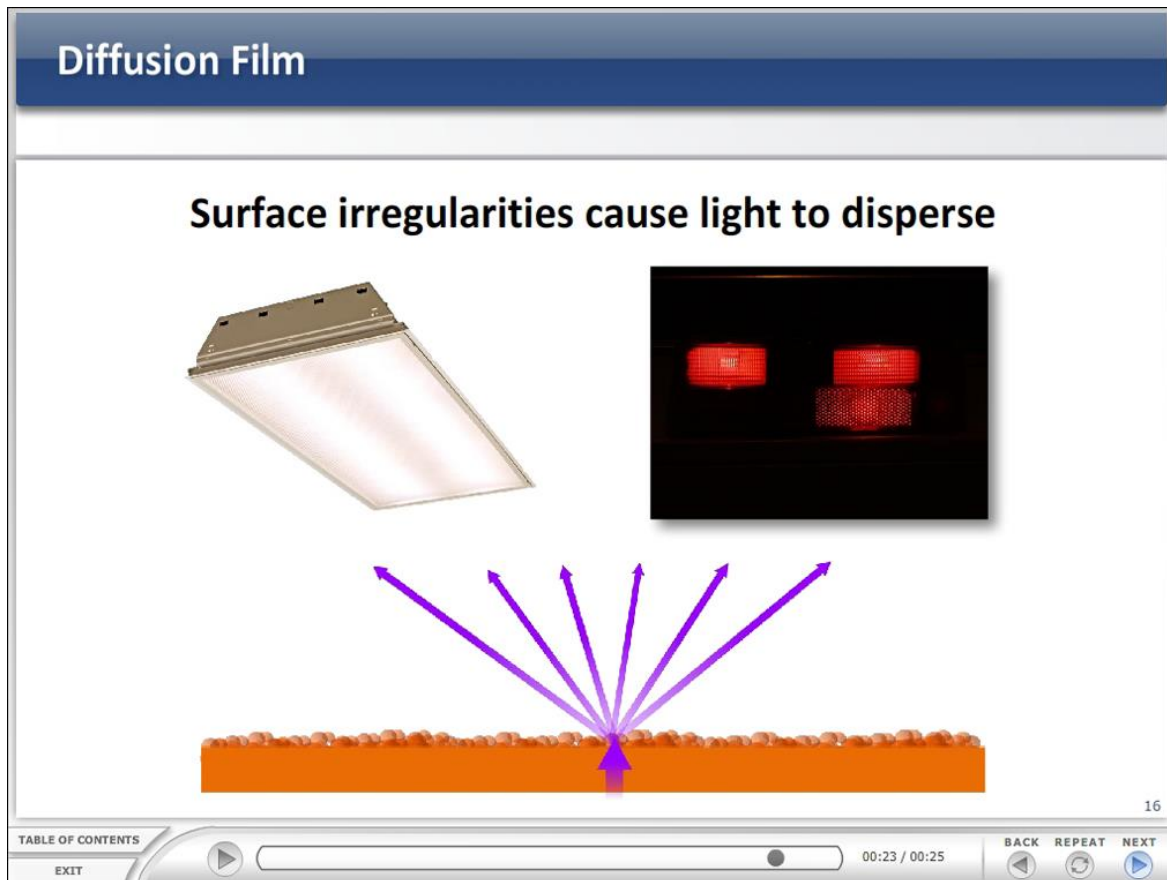 Diffusion Film
Surface irregularities cause light to disperse
16
TABLE OF CONTENTS
EXIT
00:23 / 00:25
BACK REPEAT NEXT